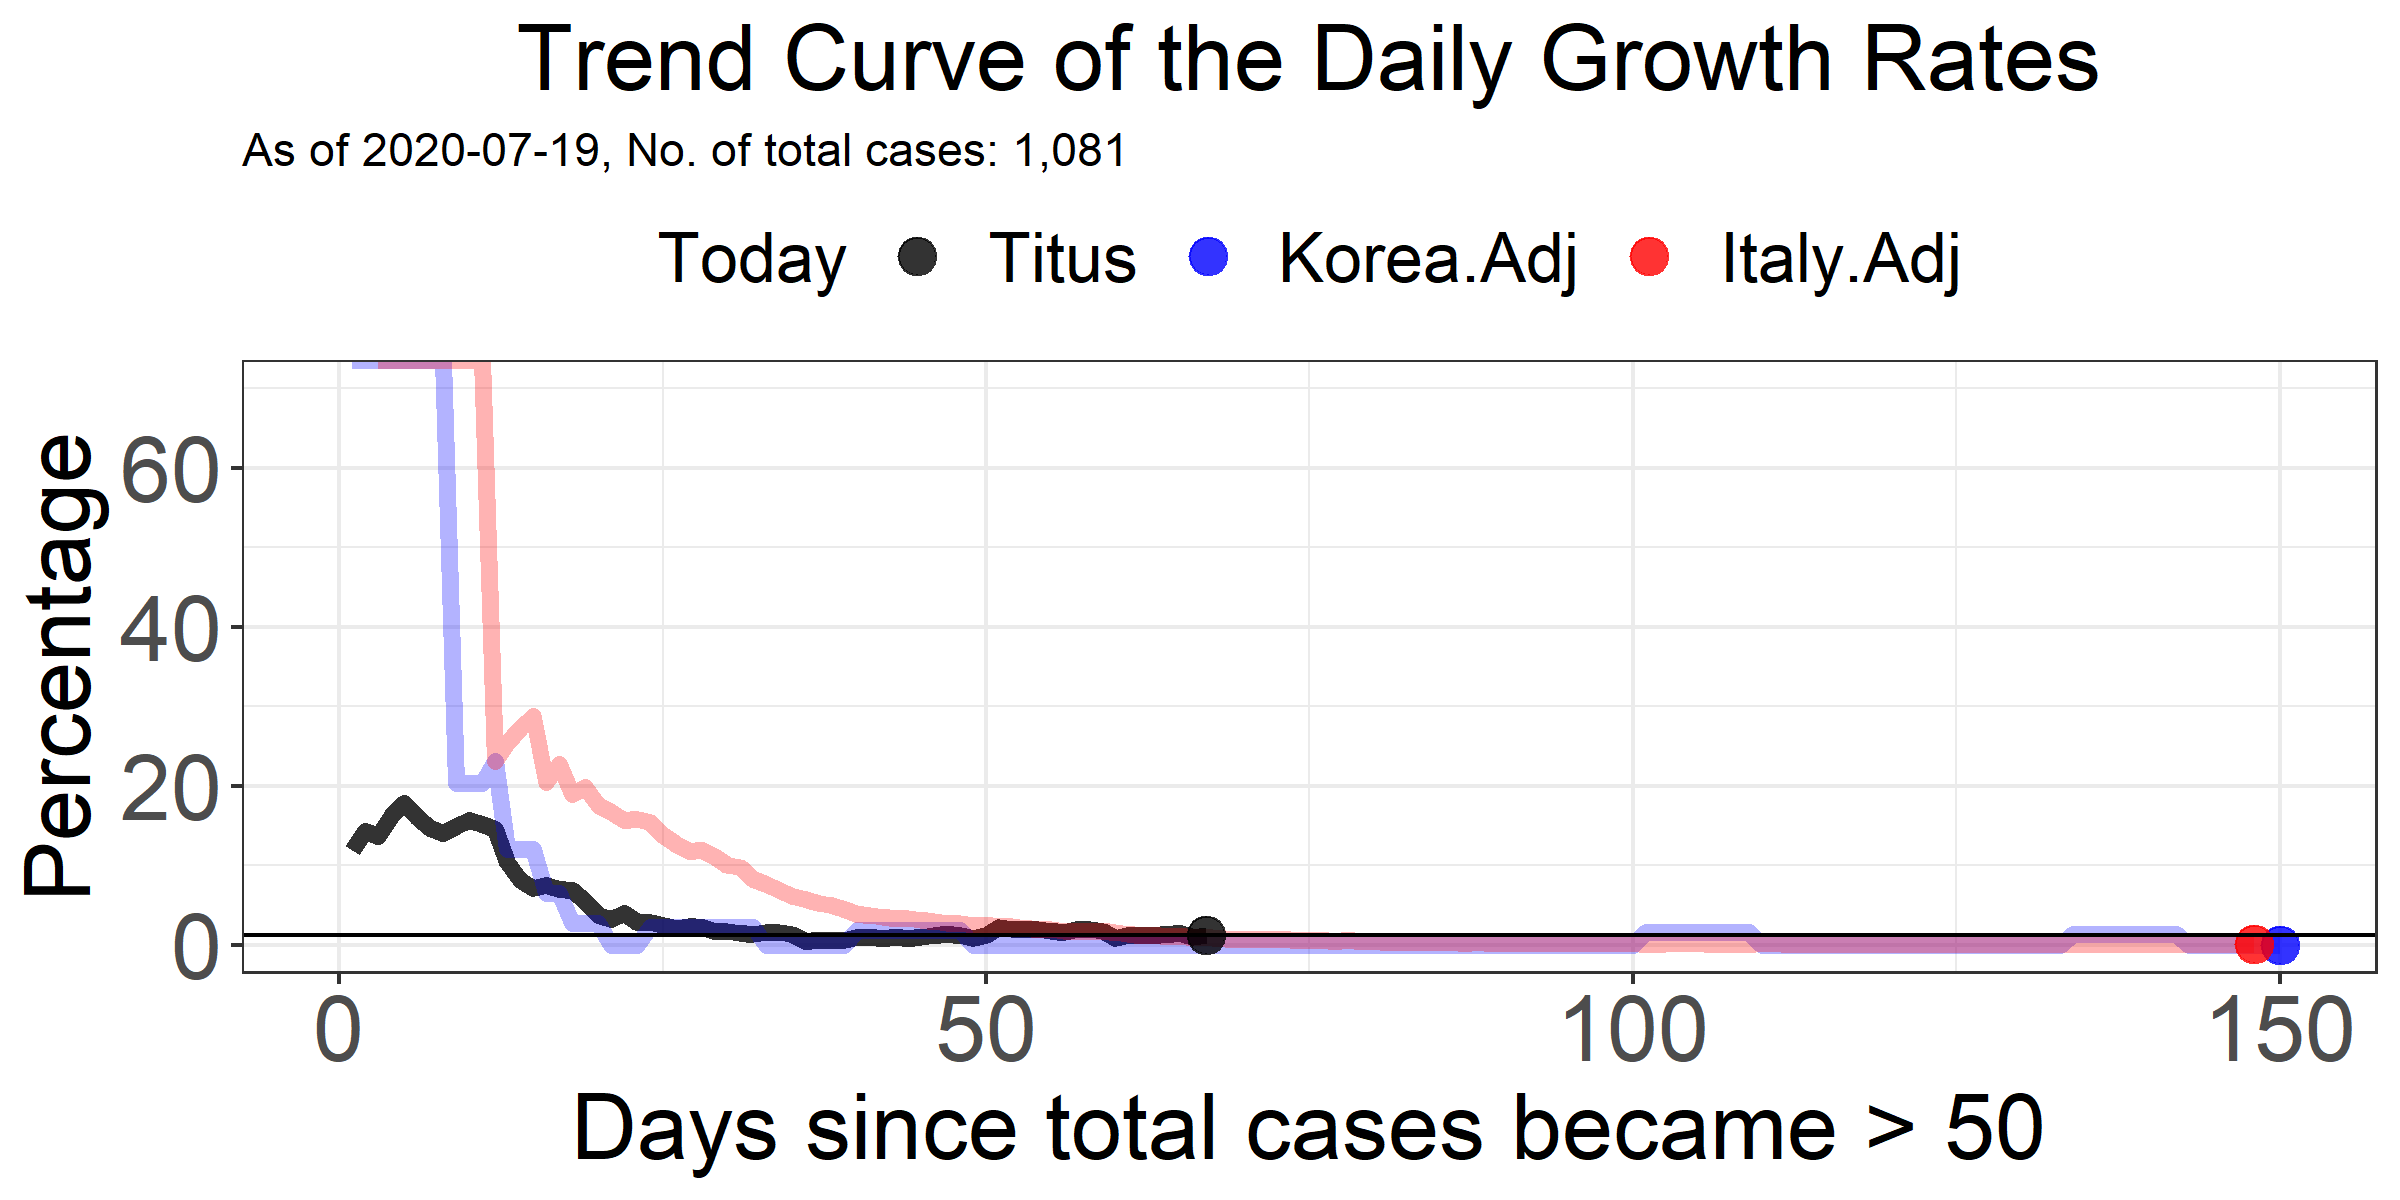 Trend Curve of the Daily Growth Rates
As of 2020-07-19, No. of total cases: 1,081
Today Titus Korea.Adj Italy.Adj
Percentage
60
40
20
0
0 50 100 150
Days since total cases became > 50